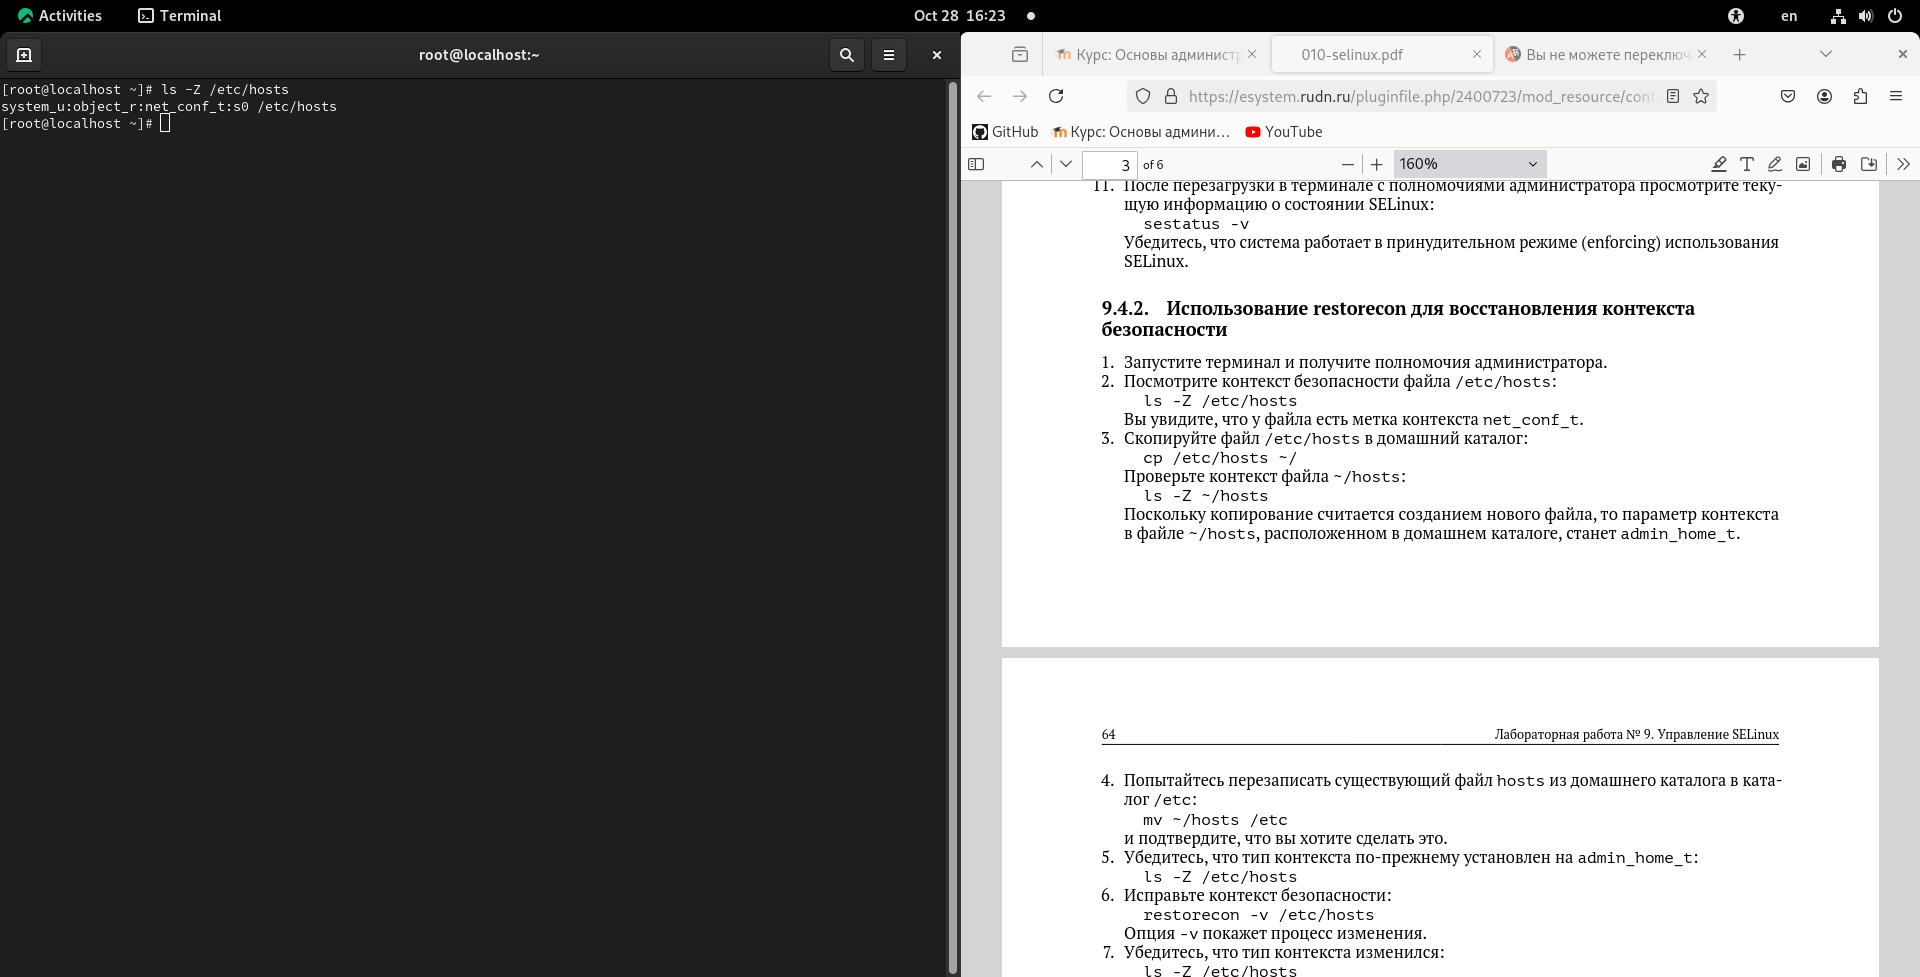 Activities
Terminal
Oct 28 16:23
en
root@localhost:~
[root@localhost ~]# ls -Z /etc/hosts
system_u:object_r:net_conf_t:s0 /etc/hosts
[root@localhost ~]#
Курс: Основы администр
010-selinux.pdf
Вы не можете переключ
https://esystem.rudn.ru/pluginfile.php/2400723/mod_resource/cont
GitHub
Курс: Основы админи…
YouTube
3 of 6
160%
11. После перезагрузки в терминале с полномочиями администратора просмотрите теку-
щую информацию о состоянии SELinux:
sestatus -v
Убедитесь, что система работает в принудительном режиме (enforcing) использования
SELinux.
9.4.2. Использование restorecon для восстановления контекста
безопасности
1. Запустите терминал и получите полномочия администратора.
2. Посмотрите контекст безопасности файла /etc/hosts:
ls -Z /etc/hosts
Вы увидите, что у файла есть метка контекста net_conf_t.
3. Скопируйте файл /etc/hosts в домашний каталог:
cp /etc/hosts ~/
Проверьте контекст файла ~/hosts:
ls -Z ~/hosts
Поскольку копирование считается созданием нового файла, то параметр контекста
в файле ~/hosts, расположенном в домашнем каталоге, станет admin_home_t.
64 Лабораторная работа № 9. Управление SELinux
4. Попытайтесь перезаписать существующий файл hosts из домашнего каталога в ката-
лог /etc:
mv ~/hosts /etc
и подтвердите, что вы хотите сделать это.
5. Убедитесь, что тип контекста по-прежнему установлен на admin_home_t:
ls -Z /etc/hosts
6. Исправьте контекст безопасности:
restorecon -v /etc/hosts
Опция -v покажет процесс изменения.
7. Убедитесь, что тип контекста изменился:
ls -Z /etc/hosts